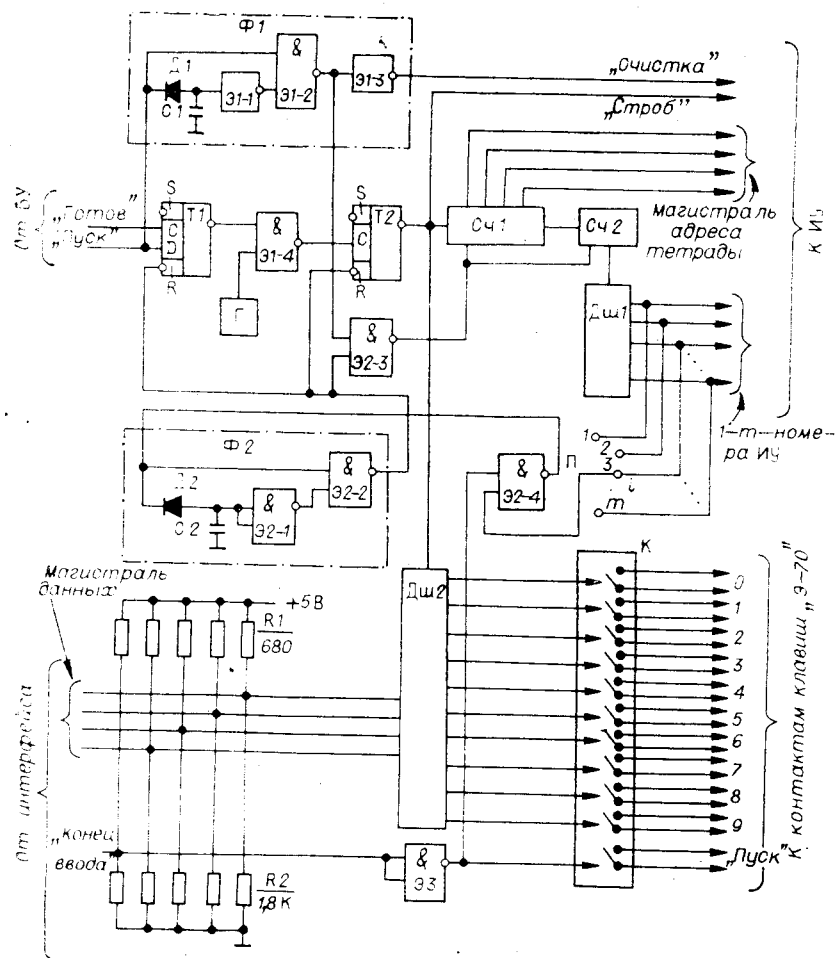 Ф1
&
Д1
С1
Э1-1
Э1-2
Э1-3
„Очистка"
„Строб"
От БУ
„Готов"
„Пуск"
S
C
D
R
Т1
&
Э1-4
Г
S
C
R
Т2
Сч1
Сч2
Магистраль
адреса
тетрады
К ИУ
Дш1
&
Э2-3
1-m-номе-
ра ИУ
Ф2
Д2
С2
&
Э2-1
&
Э2-2
&
Э2-4
П
1
2
3
i
m
Магистраль
данных
+5В
R1
680
Дш2
К
0
1
2
3
4
5
6
7
8
9
„Пуск"
К контактам клавиш „Э-70"
От интерфейса
„Конец
ввода"
R2
1,8К
&
Э3